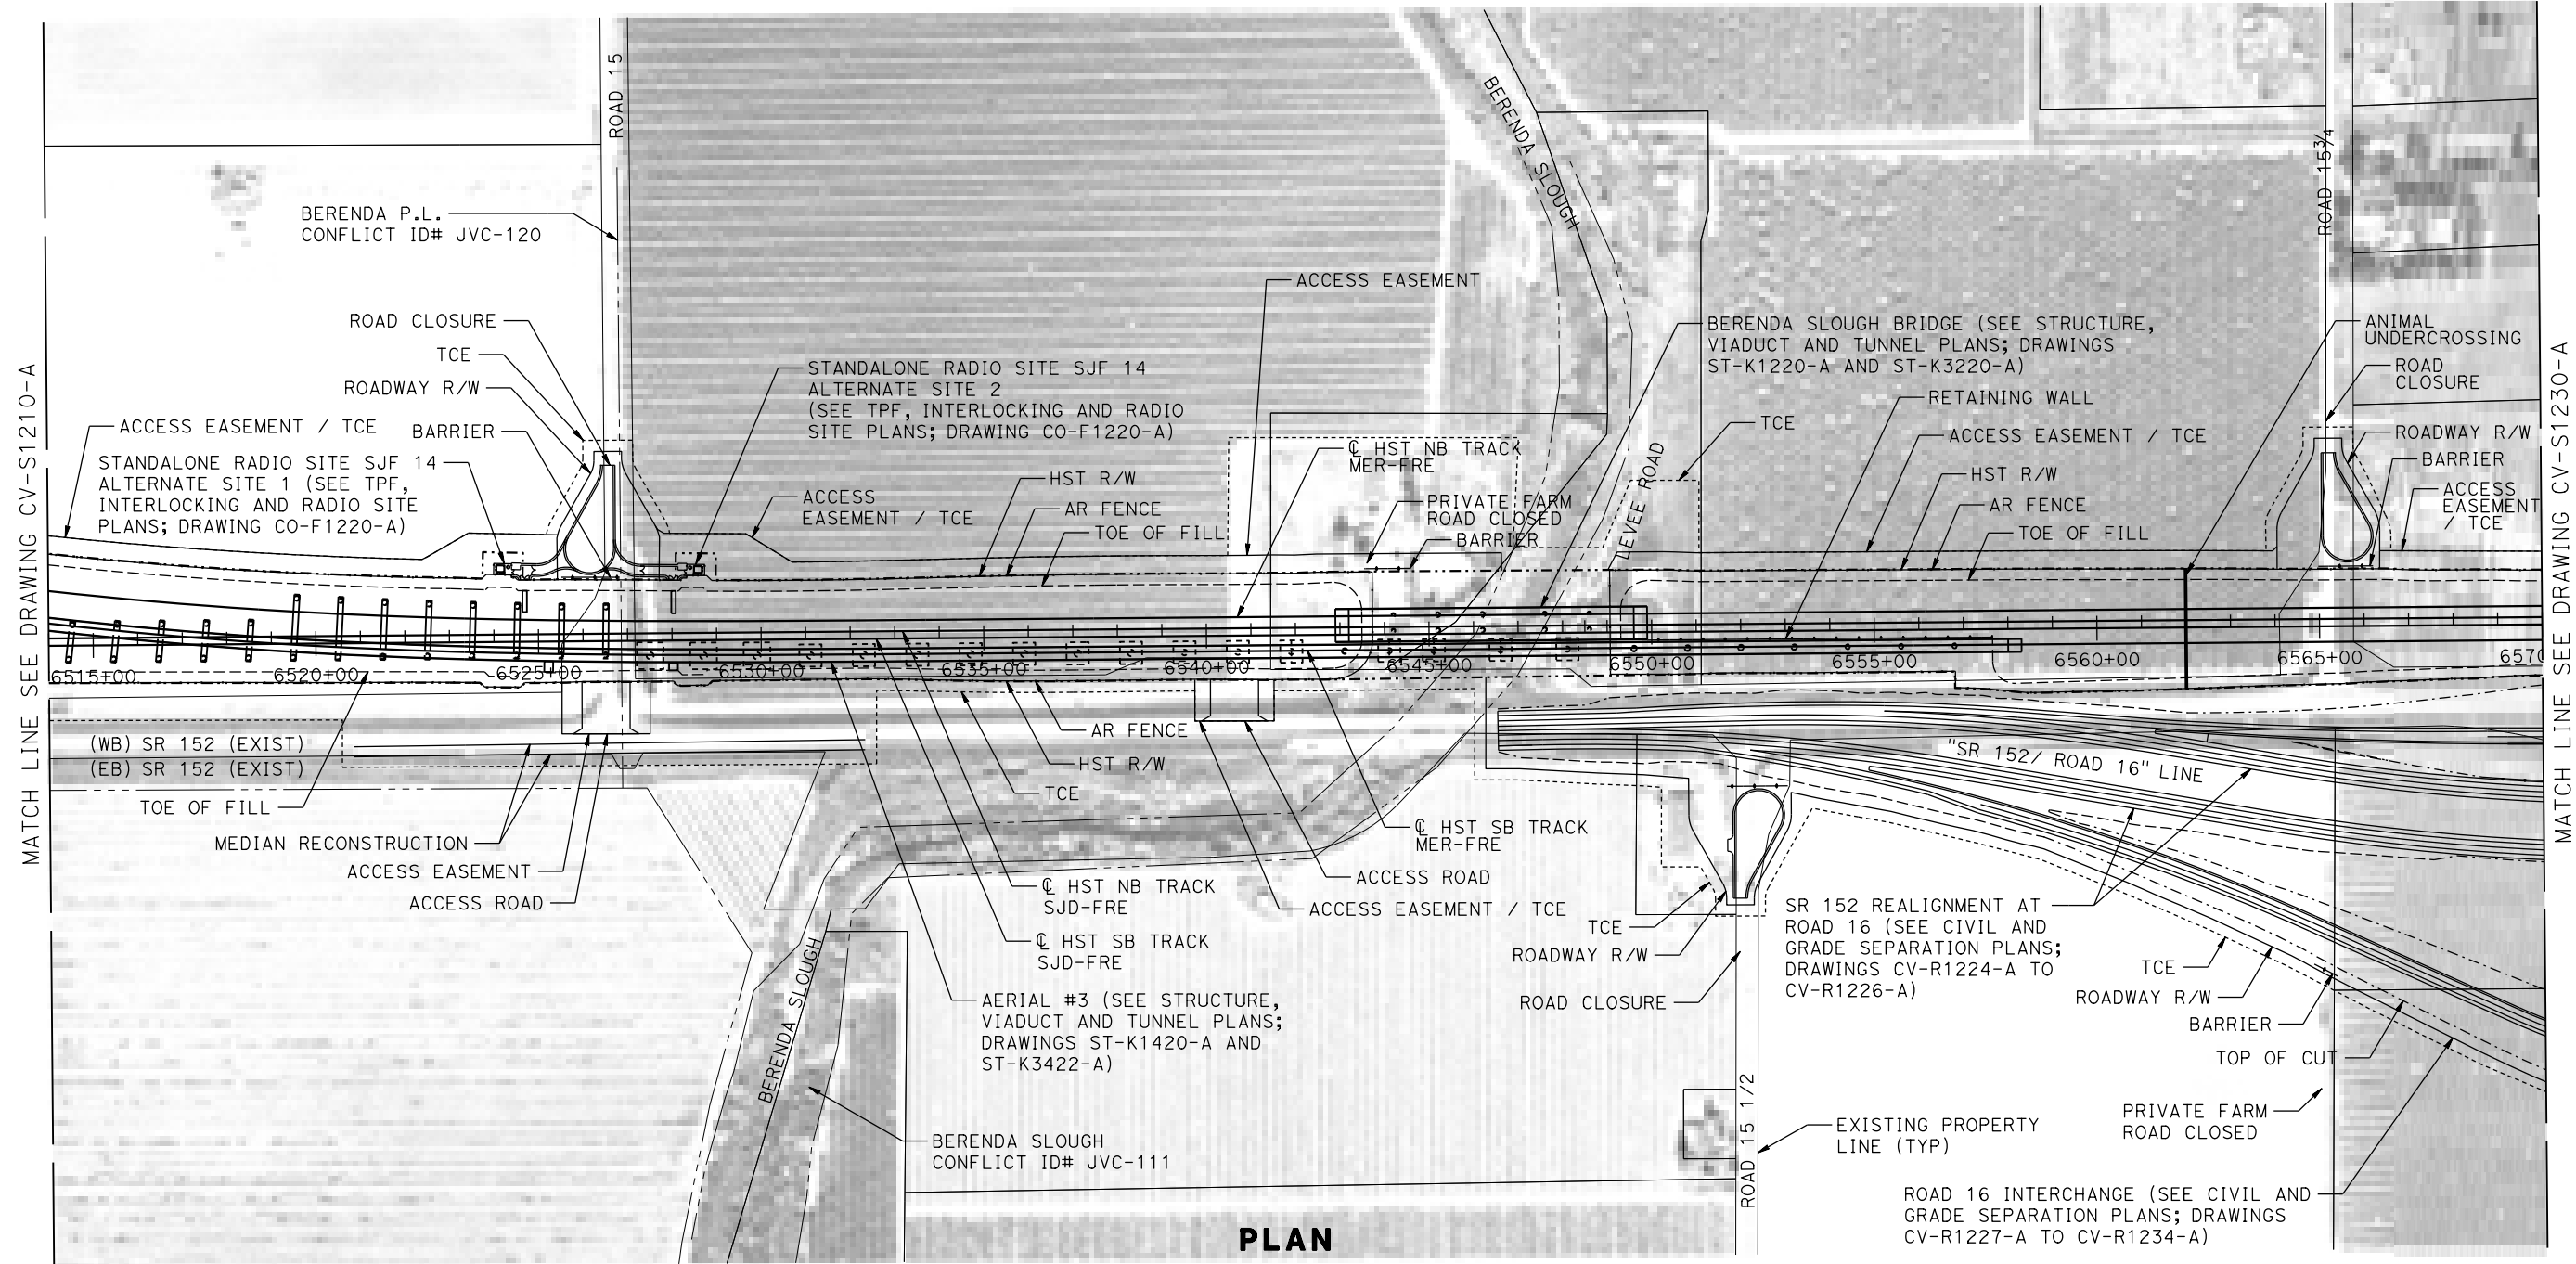 MATCH LINE SEE DRAWING CV-S1210-A
ROAD 15
BERENDA SLOUGH
ROAD 15¾
BERENDA P.L.
CONFLICT ID# JVC-120
ACCESS EASEMENT
ROAD CLOSURE
TCE
ROADWAY R/W
BARRIER
ACCESS EASEMENT / TCE
STANDALONE RADIO SITE SJF 14
ALTERNATE SITE 1 (SEE TPF,
INTERLOCKING AND RADIO SITE
PLANS; DRAWING CO-F1220-A)
STANDALONE RADIO SITE SJF 14
ALTERNATE SITE 2
(SEE TPF, INTERLOCKING AND RADIO
SITE PLANS; DRAWING CO-F1220-A)
ACCESS
EASEMENT / TCE
HST R/W
AR FENCE
TOE OF FILL
℄ HST NB TRACK
MER-FRE
PRIVATE FARM
ROAD CLOSED
BARRIER
LEVEE ROAD
BERENDA SLOUGH BRIDGE (SEE STRUCTURE,
VIADUCT AND TUNNEL PLANS; DRAWINGS
ST-K1220-A AND ST-K3220-A)
TCE
RETAINING WALL
ACCESS EASEMENT / TCE
HST R/W
AR FENCE
TOE OF FILL
ANIMAL
UNDERCROSSING
ROAD
CLOSURE
ROADWAY R/W
BARRIER
ACCESS
EASEMENT
/ TCE
MATCH LINE SEE DRAWING CV-S1230-A
6515+00
6520+00
6525+00
6530+00
6535+00
6540+00
6545+00
6550+00
6555+00
6560+00
6565+00
6570
(WB) SR 152 (EXIST)
(EB) SR 152 (EXIST)
TOE OF FILL
MEDIAN RECONSTRUCTION
ACCESS EASEMENT
ACCESS ROAD
AR FENCE
HST R/W
TCE
℄ HST SB TRACK
MER-FRE
ACCESS ROAD
ACCESS EASEMENT / TCE
℄ HST NB TRACK
SJD-FRE
℄ HST SB TRACK
SJD-FRE
AERIAL #3 (SEE STRUCTURE,
VIADUCT AND TUNNEL PLANS;
DRAWINGS ST-K1420-A AND
ST-K3422-A)
BERENDA SLOUGH
BERENDA SLOUGH
CONFLICT ID# JVC-111
"SR 152/ ROAD 16" LINE
TCE
ROADWAY R/W
ROAD CLOSURE
SR 152 REALIGNMENT AT
ROAD 16 (SEE CIVIL AND
GRADE SEPARATION PLANS;
DRAWINGS CV-R1224-A TO
CV-R1226-A)
TCE
ROADWAY R/W
BARRIER
TOP OF CUT
ROAD 15 1/2
EXISTING PROPERTY
LINE (TYP)
PRIVATE FARM
ROAD CLOSED
ROAD 16 INTERCHANGE (SEE CIVIL AND
GRADE SEPARATION PLANS; DRAWINGS
CV-R1227-A TO CV-R1234-A)
PLAN